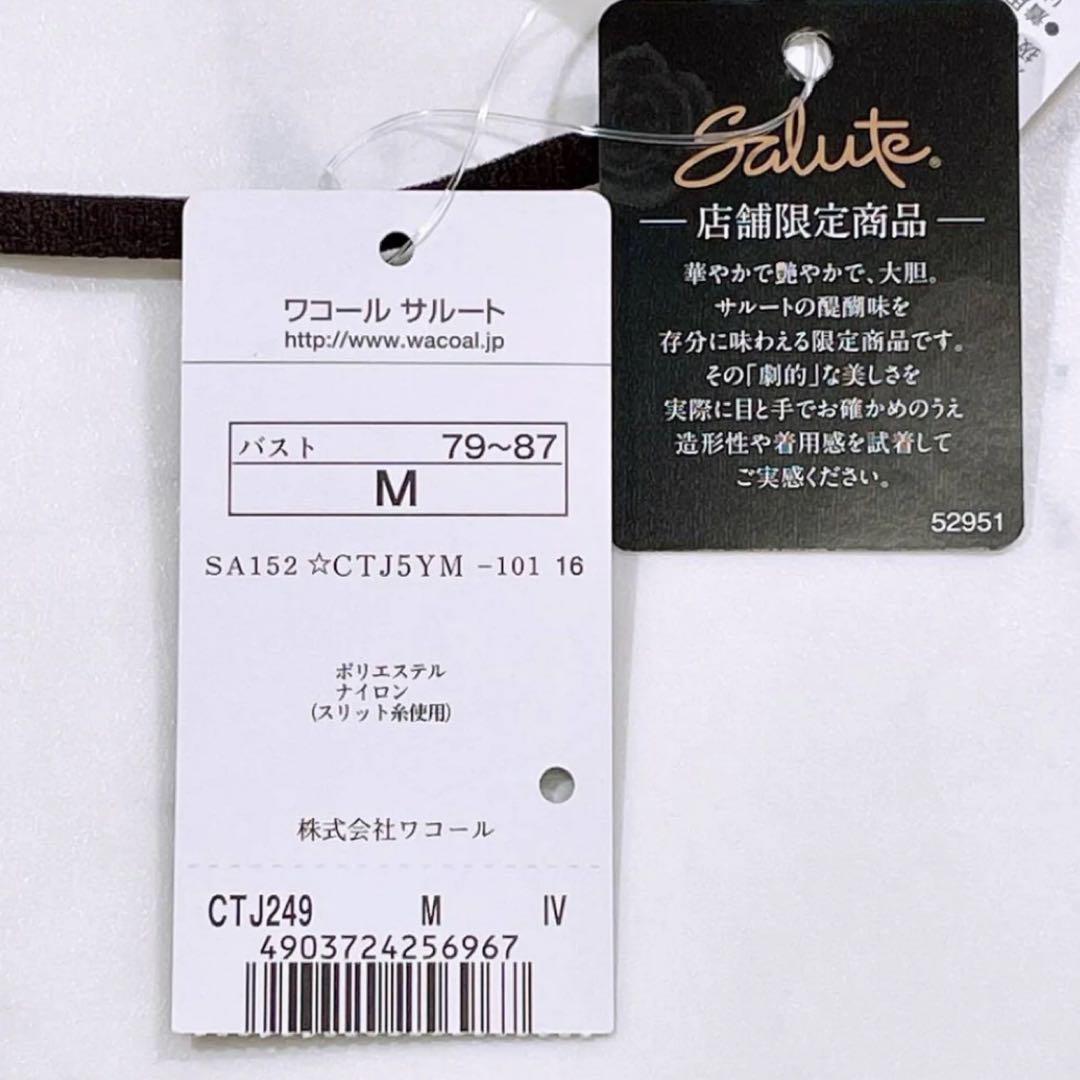 Salute®
店舗限定商品
華やかで艶やかで、大胆。
サルートの醍醐味を
存分に味わえる限定商品です。
その「劇的」な美しさを
実際に目と手でお確かめのうえ
造形性や着用感を試着して
ご実感ください。
52951
ワコール サルート
http://www.wacoal.jp
バスト 79~87
M
SA152 ☆CTJ5YM -101 16
ポリエステル
ナイロン
(スリット糸使用)
株式会社ワコール
CTJ249 M IV
4903724256967